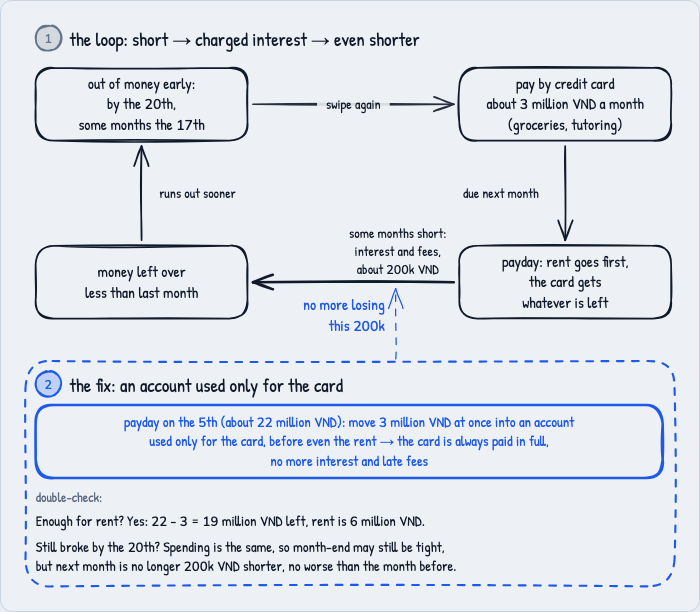 1 the loop: short → charged interest → even shorter
out of money early:
by the 20th,
some months the 17th
swipe again
pay by credit card
about 3 million VND a month
(groceries, tutoring)
runs out sooner
due next month
some months short:
interest and fees,
about 200k VND
money left over
less than last month
payday: rent goes first,
the card gets
whatever is left
no more losing
this 200k
2 the fix: an account used only for the card
payday on the 5th (about 22 million VND): move 3 million VND at once into an account
used only for the card, before even the rent → the card is always paid in full,
no more interest and late fees
double-check:
Enough for rent? Yes: 22 - 3 = 19 million VND left, rent is 6 million VND.
Still broke by the 20th? Spending is the same, so month-end may still be tight,
but next month is no longer 200k VND shorter, no worse than the month before.